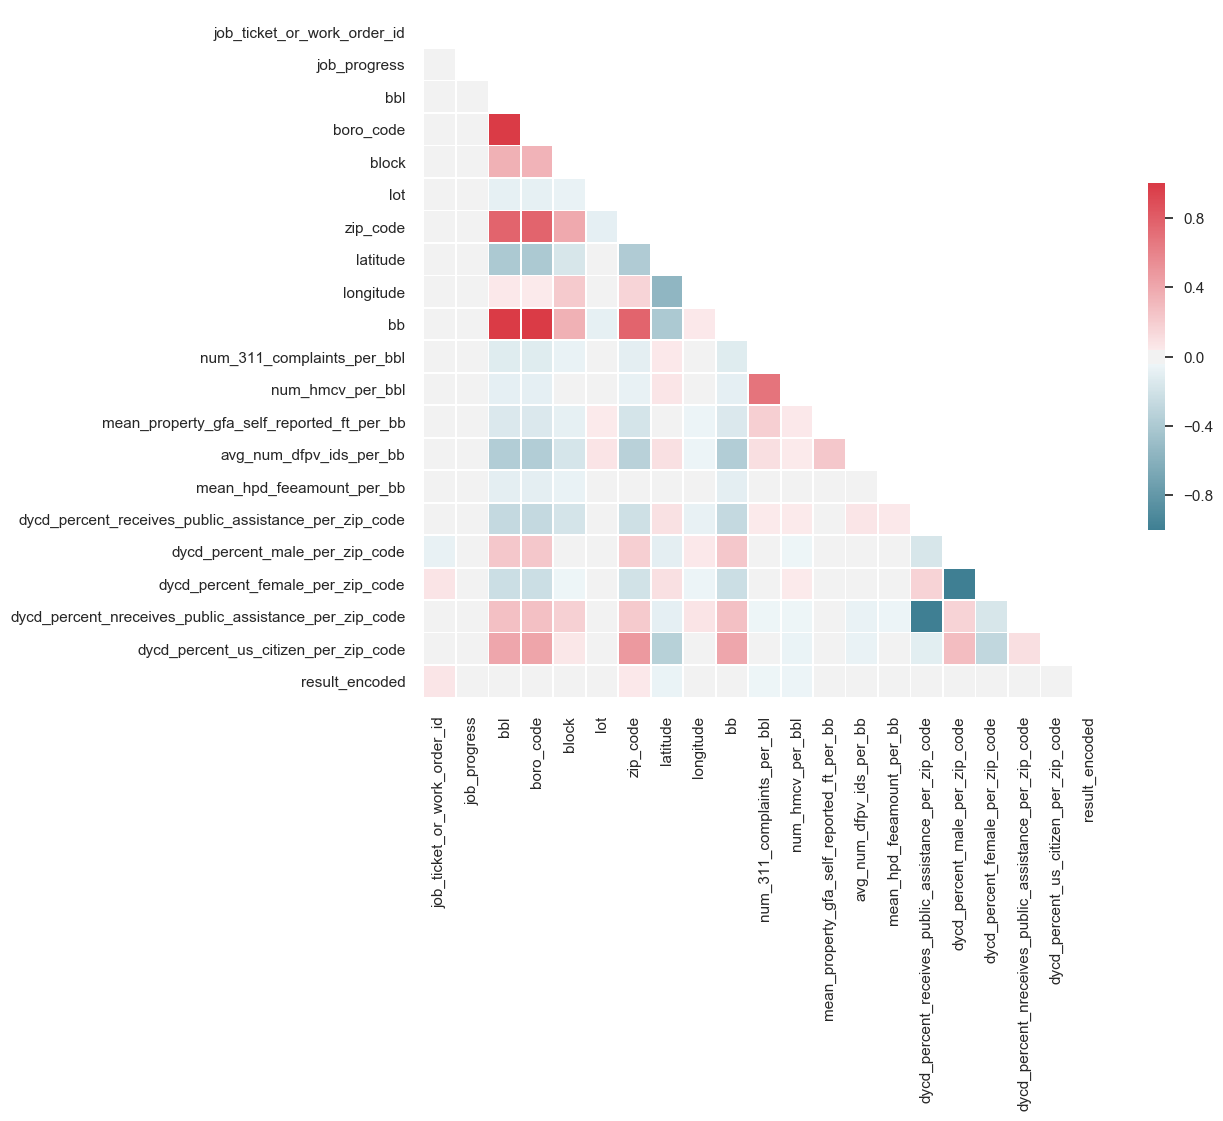 job_ticket_or_work_order_id
job_progress
bbl
boro_code
block
lot
zip_code
latitude
longitude
bb
num_311_complaints_per_bbl
num_hmcv_per_bbl
mean_property_gfa_self_reported_ft_per_bb
avg_num_dfpv_ids_per_bb
mean_hpd_feeamount_per_bb
dycd_percent_receives_public_assistance_per_zip_code
dycd_percent_male_per_zip_code
dycd_percent_female_per_zip_code
dycd_percent_nreceives_public_assistance_per_zip_code
dycd_percent_us_citizen_per_zip_code
result_encoded
job_ticket_or_work_order_id
job_progress
bbl
boro_code
block
lot
zip_code
latitude
longitude
bb
num_311_complaints_per_bbl
num_hmcv_per_bbl
mean_property_gfa_self_reported_ft_per_bb
avg_num_dfpv_ids_per_bb
mean_hpd_feeamount_per_bb
dycd_percent_receives_public_assistance_per_zip_code
dycd_percent_male_per_zip_code
dycd_percent_female_per_zip_code
dycd_percent_nreceives_public_assistance_per_zip_code
dycd_percent_us_citizen_per_zip_code
result_encoded
0.8
0.4
0.0
−0.4
−0.8